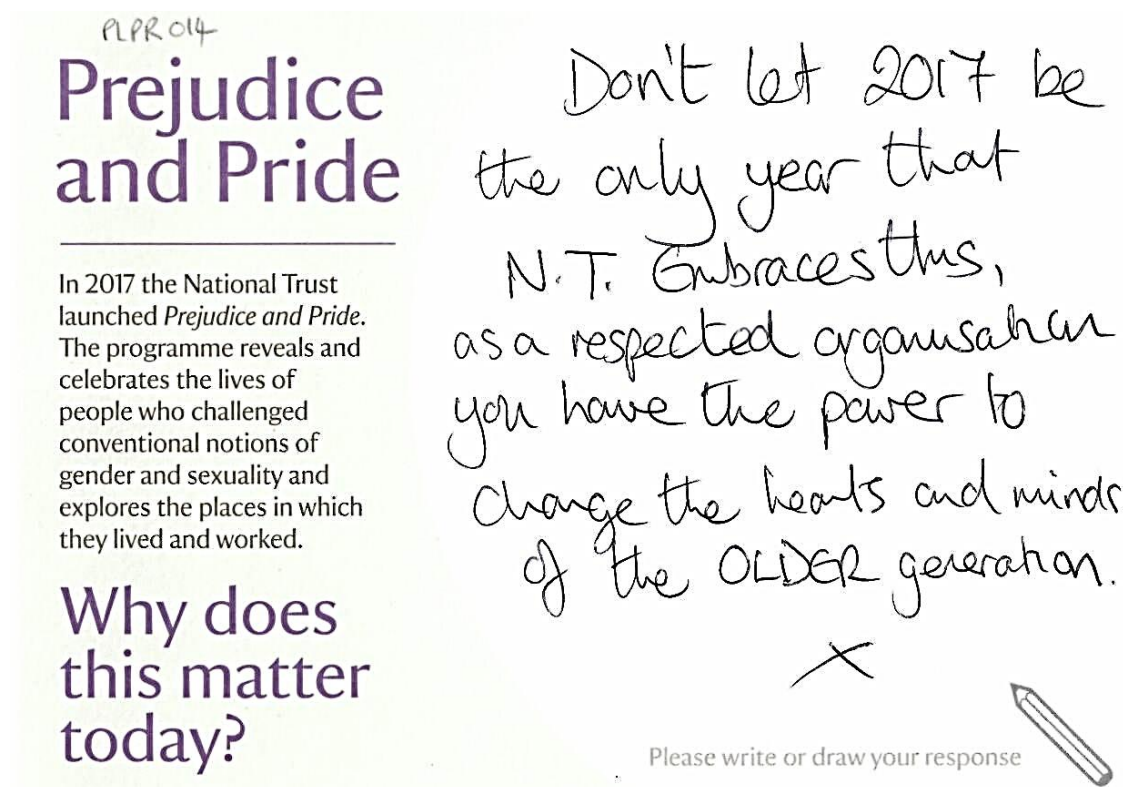 PLPR014
Prejudice
and Pride
In 2017 the National Trust
launched Prejudice and Pride.
The programme reveals and
celebrates the lives of
people who challenged
conventional notions of
gender and sexuality and
explores the places in which
they lived and worked.
Why does
this matter
today?
Don't let 2017 be
the only year that
N.T. Embraces this,
as a respected organisation
you have the power to
change the hearts and minds
of the OLDER generation.
X
Please write or draw your response